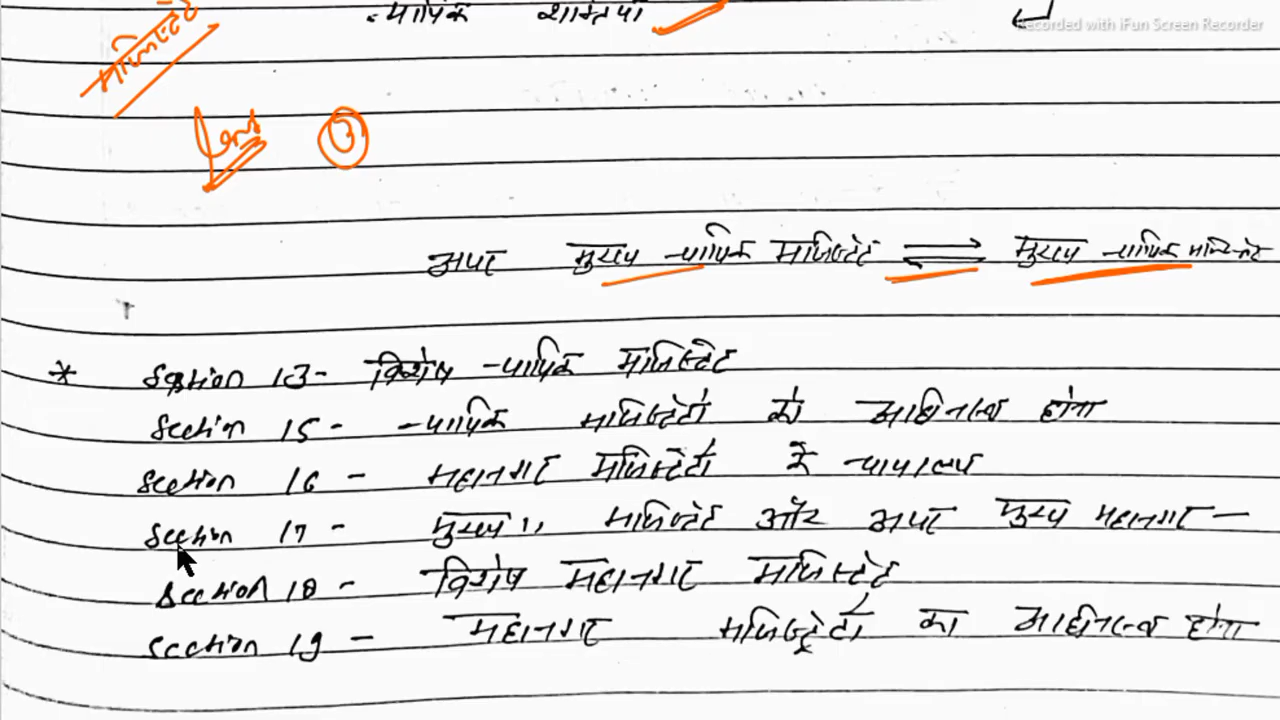 न्यायिक शक्तियाँ
Recorded with iFun Screen Recorder
मजिस्ट्रेट
3
अपर मुख्य न्यायिक मजिस्ट्रेट ⇌ मुख्य न्यायिक मजिस्ट्रेट
* Section 13- विशेष न्यायिक मजिस्ट्रेट
Section 15- न्यायिक मजिस्ट्रेटों का अधिनस्थ होना
Section 16 - महानगर मजिस्ट्रेटों के न्यायालय
Section 17 - मुख्य ,, मजिस्ट्रेट और अपर मुख्य महानगर -
Section 18 - विशेष महानगर मजिस्ट्रेट
Section 19 - महानगर मजिस्ट्रेटों का अधिनस्थ होना